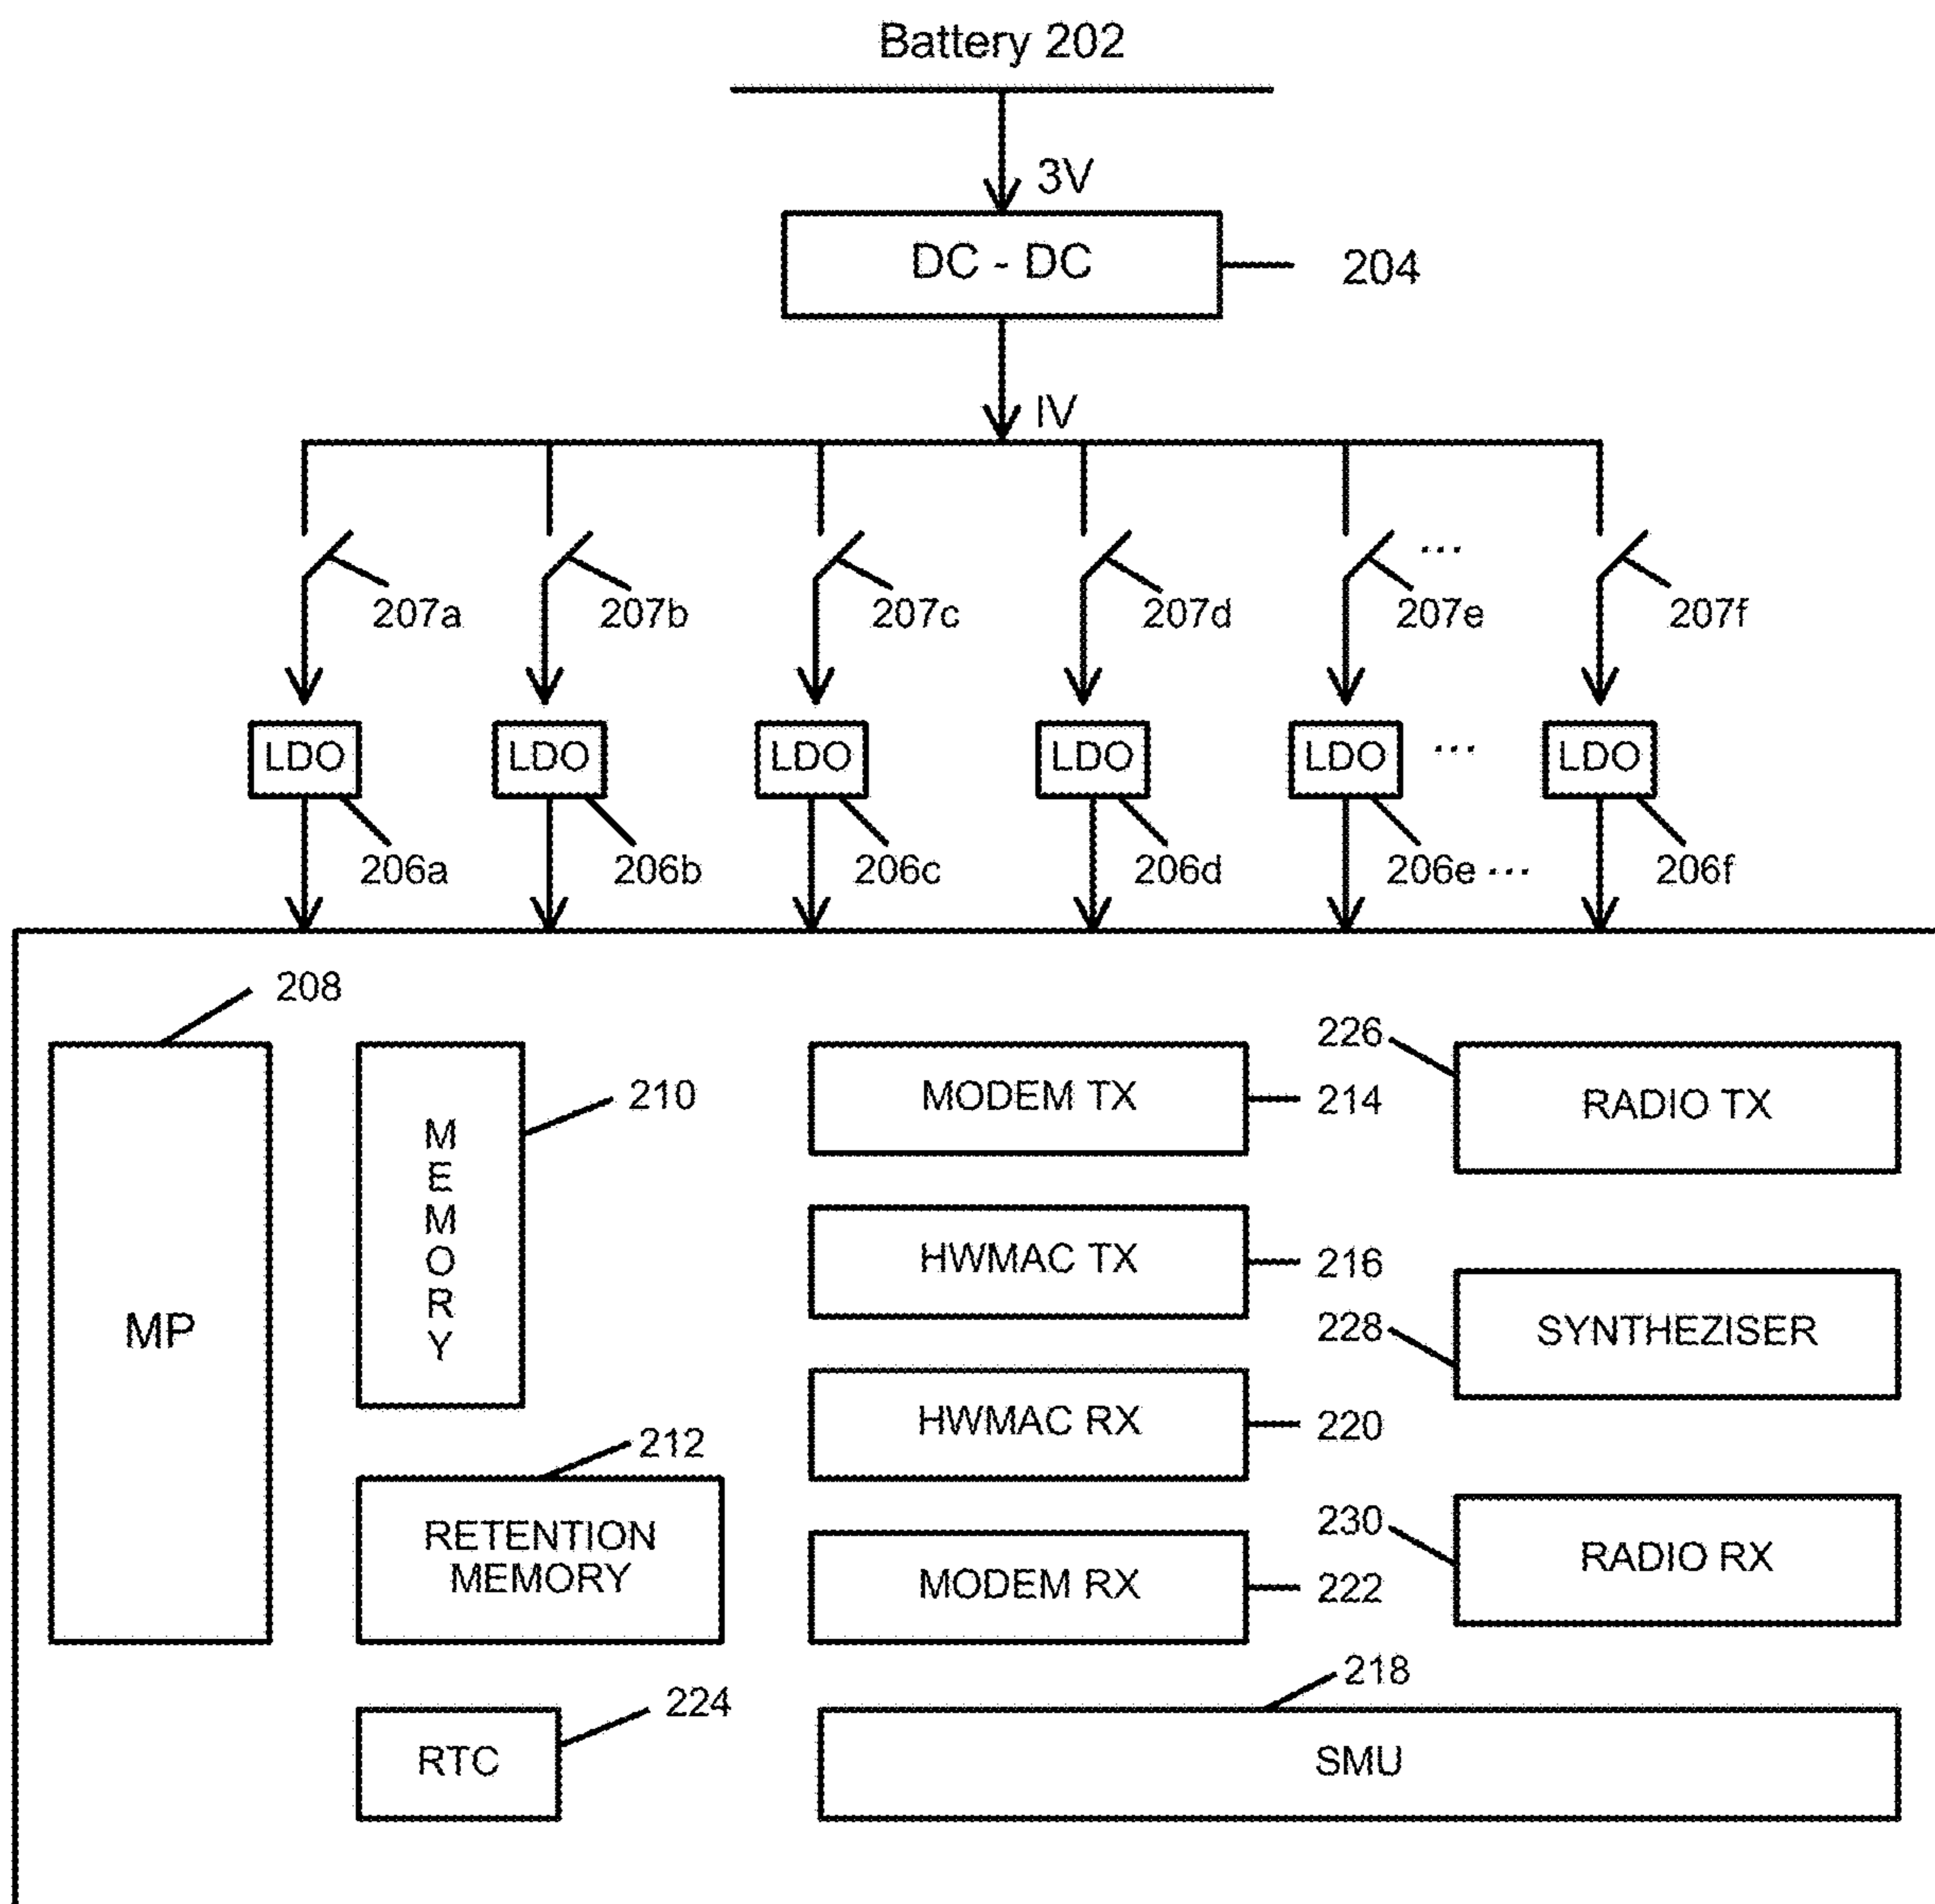 Battery 202
3V
DC - DC
204
IV
...
207a
207b
207c
207d
207e
207f
LDO
LDO
LDO
LDO
LDO
...
LDO
206a
206b
206c
206d
206e ...
206f
208
MP
210
M
E
M
O
R
Y
212
RETENTION
MEMORY
224
RTC
MODEM TX
214
HWMAC TX
216
HWMAC RX
220
MODEM RX
222
226
RADIO TX
228
SYNTHEZISER
230
RADIO RX
218
SMU